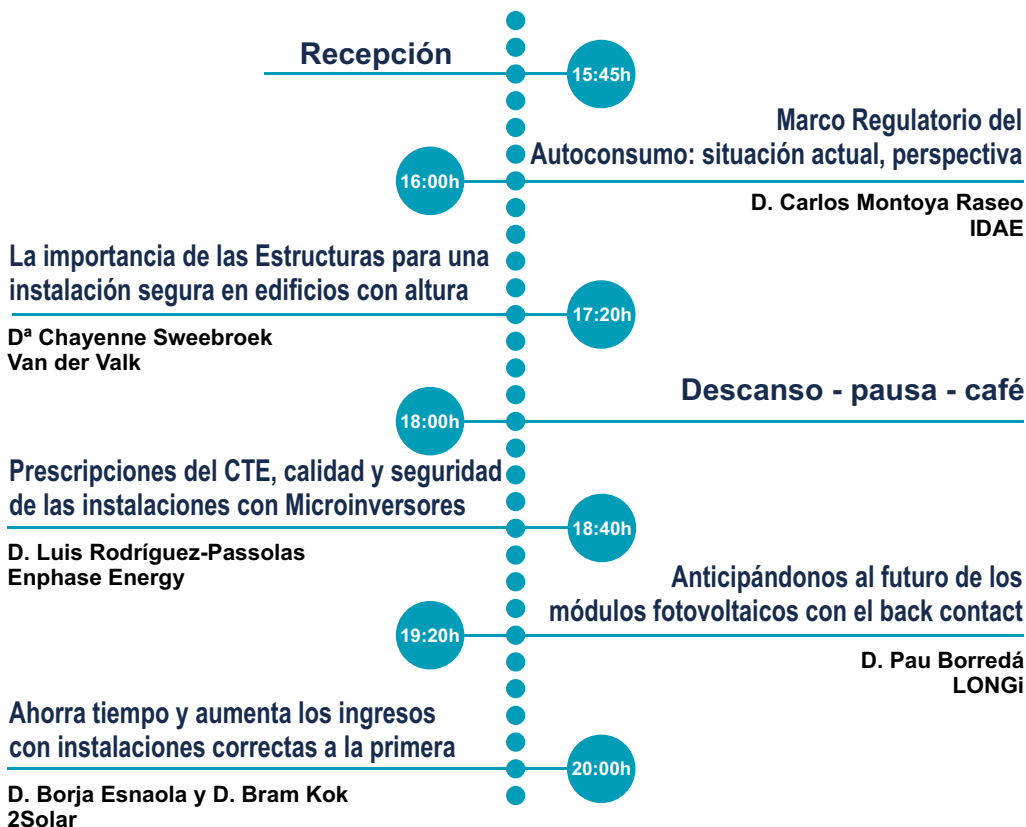 Recepción
15:45h
Marco Regulatorio del
Autoconsumo: situación actual, perspectiva
16:00h
D. Carlos Montoya Raseo
IDAE
La importancia de las Estructuras para una
instalación segura en edificios con altura
17:20h
Dª Chayenne Sweebroek
Van der Valk
Descanso - pausa - café
18:00h
Prescripciones del CTE, calidad y seguridad
de las instalaciones con Microinversores
18:40h
D. Luis Rodríguez-Passolas
Enphase Energy
Anticipándonos al futuro de los
módulos fotovoltaicos con el back contact
19:20h
D. Pau Borredá
LONGi
Ahorra tiempo y aumenta los ingresos
con instalaciones correctas a la primera
20:00h
D. Borja Esnaola y D. Bram Kok
2Solar